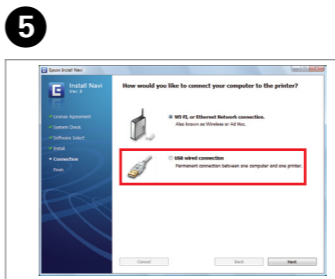 5
Epson Install Navi
Install Navi
Ver. 3
How would you like to connect your computer to the printer?
License Agreement
System Check
Software Select
Install
Connection
Finish
Wi-Fi, or Ethernet Network connection.
Also known as Wireless or Ad Hoc.
USB wired connection
Permanent connection between one computer and one printer.
Cancel
Back
Next